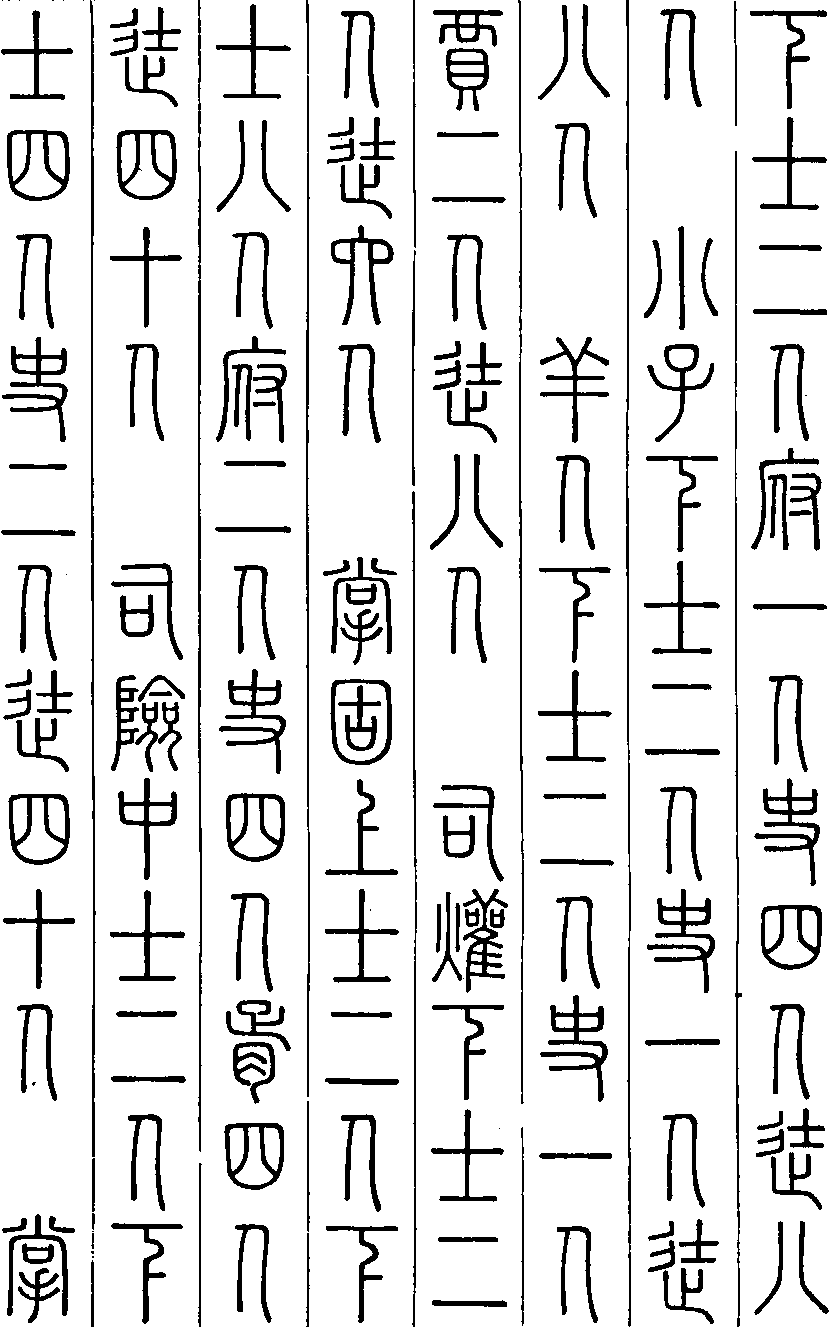 下士二人府一人史四人徒八
人　小子下士二人史一人徒
八人　羊人下士二人史一人
賈二人徒八人　司爟下士二
人徒六人　掌固上士二人下
士八人府二人史四人胥四人
徒四十人　司險中士二人下
士四人史二人徒四十人　掌